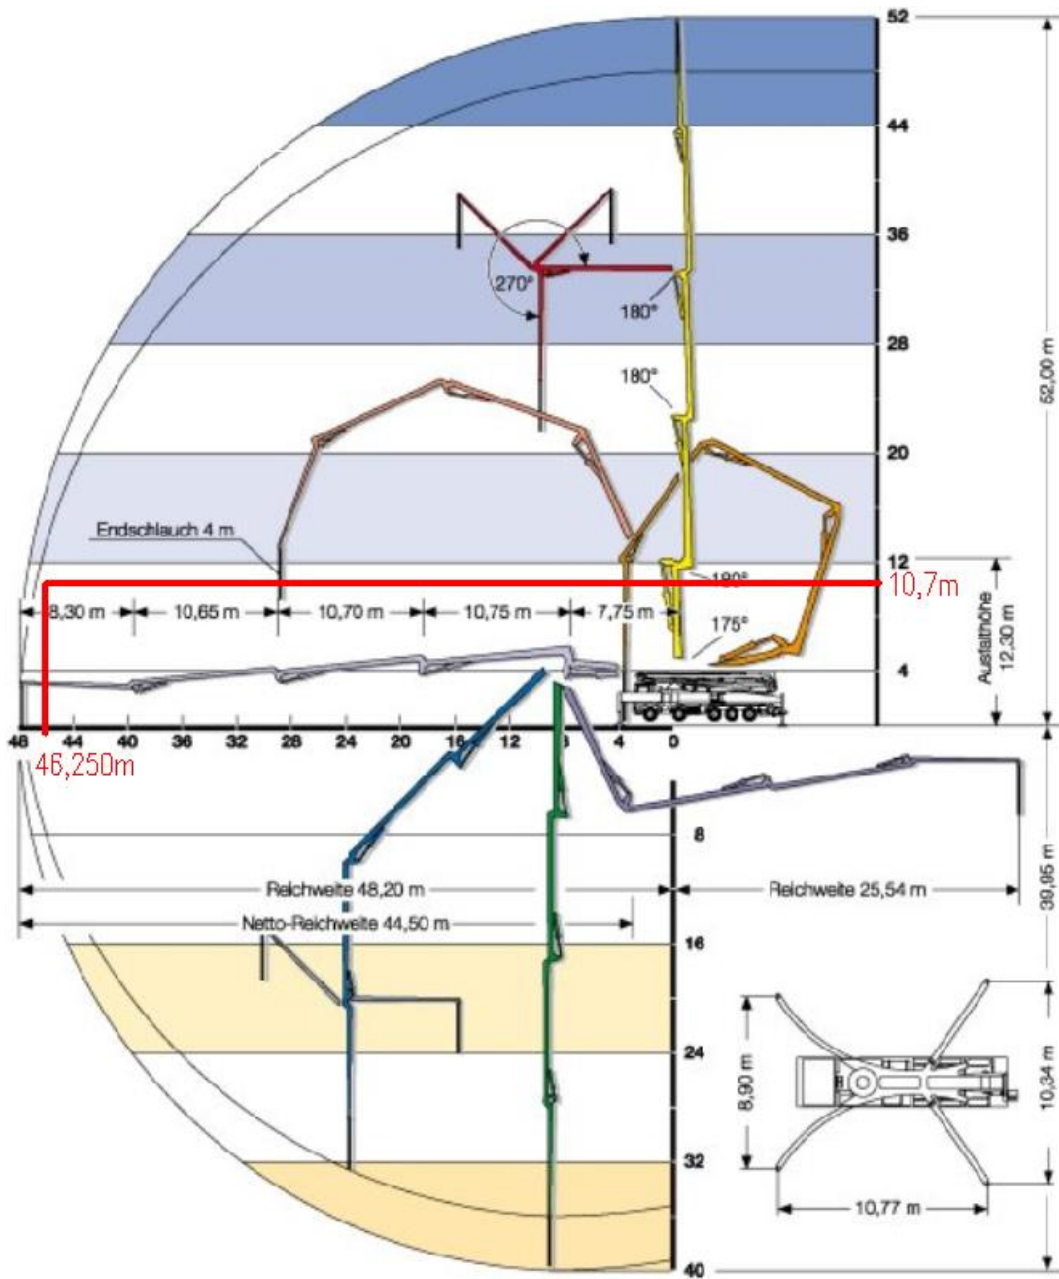 52
44
36
270°
180°
28
52,00 m
180°
20
Endschlauch 4 m
12
180°
10,7m
8,30 m
10,65 m
10,70 m
10,75 m
7,75 m
175°
Ausfalthöhe
12,30 m
4
48 44 40 36 32 28 24 20 16 12 8 4 0
46,250m
8
Reichweite 48,20 m
Reichweite 25,54 m
39,95 m
Netto-Reichweite 44,50 m
16
24
8,90 m
10,34 m
32
10,77 m
40